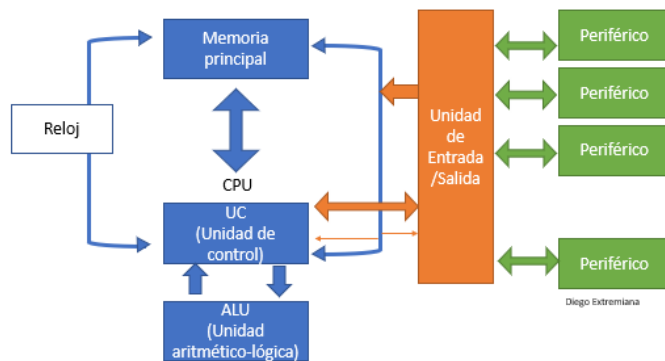 Memoria
principal
Reloj
CPU
UC
(Unidad de
control)
ALU
(Unidad
aritmético-lógica)
Unidad
de
Entrada
/Salida
Periférico
Periférico
Periférico
Periférico
Diego Extremiana